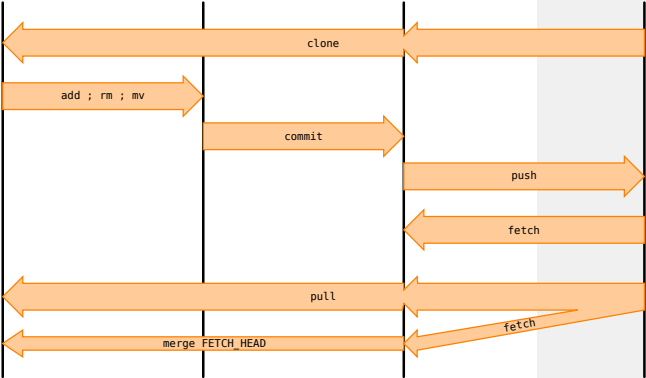 clone
add ; rm ; mv
commit
push
fetch
pull
fetch
merge FETCH_HEAD